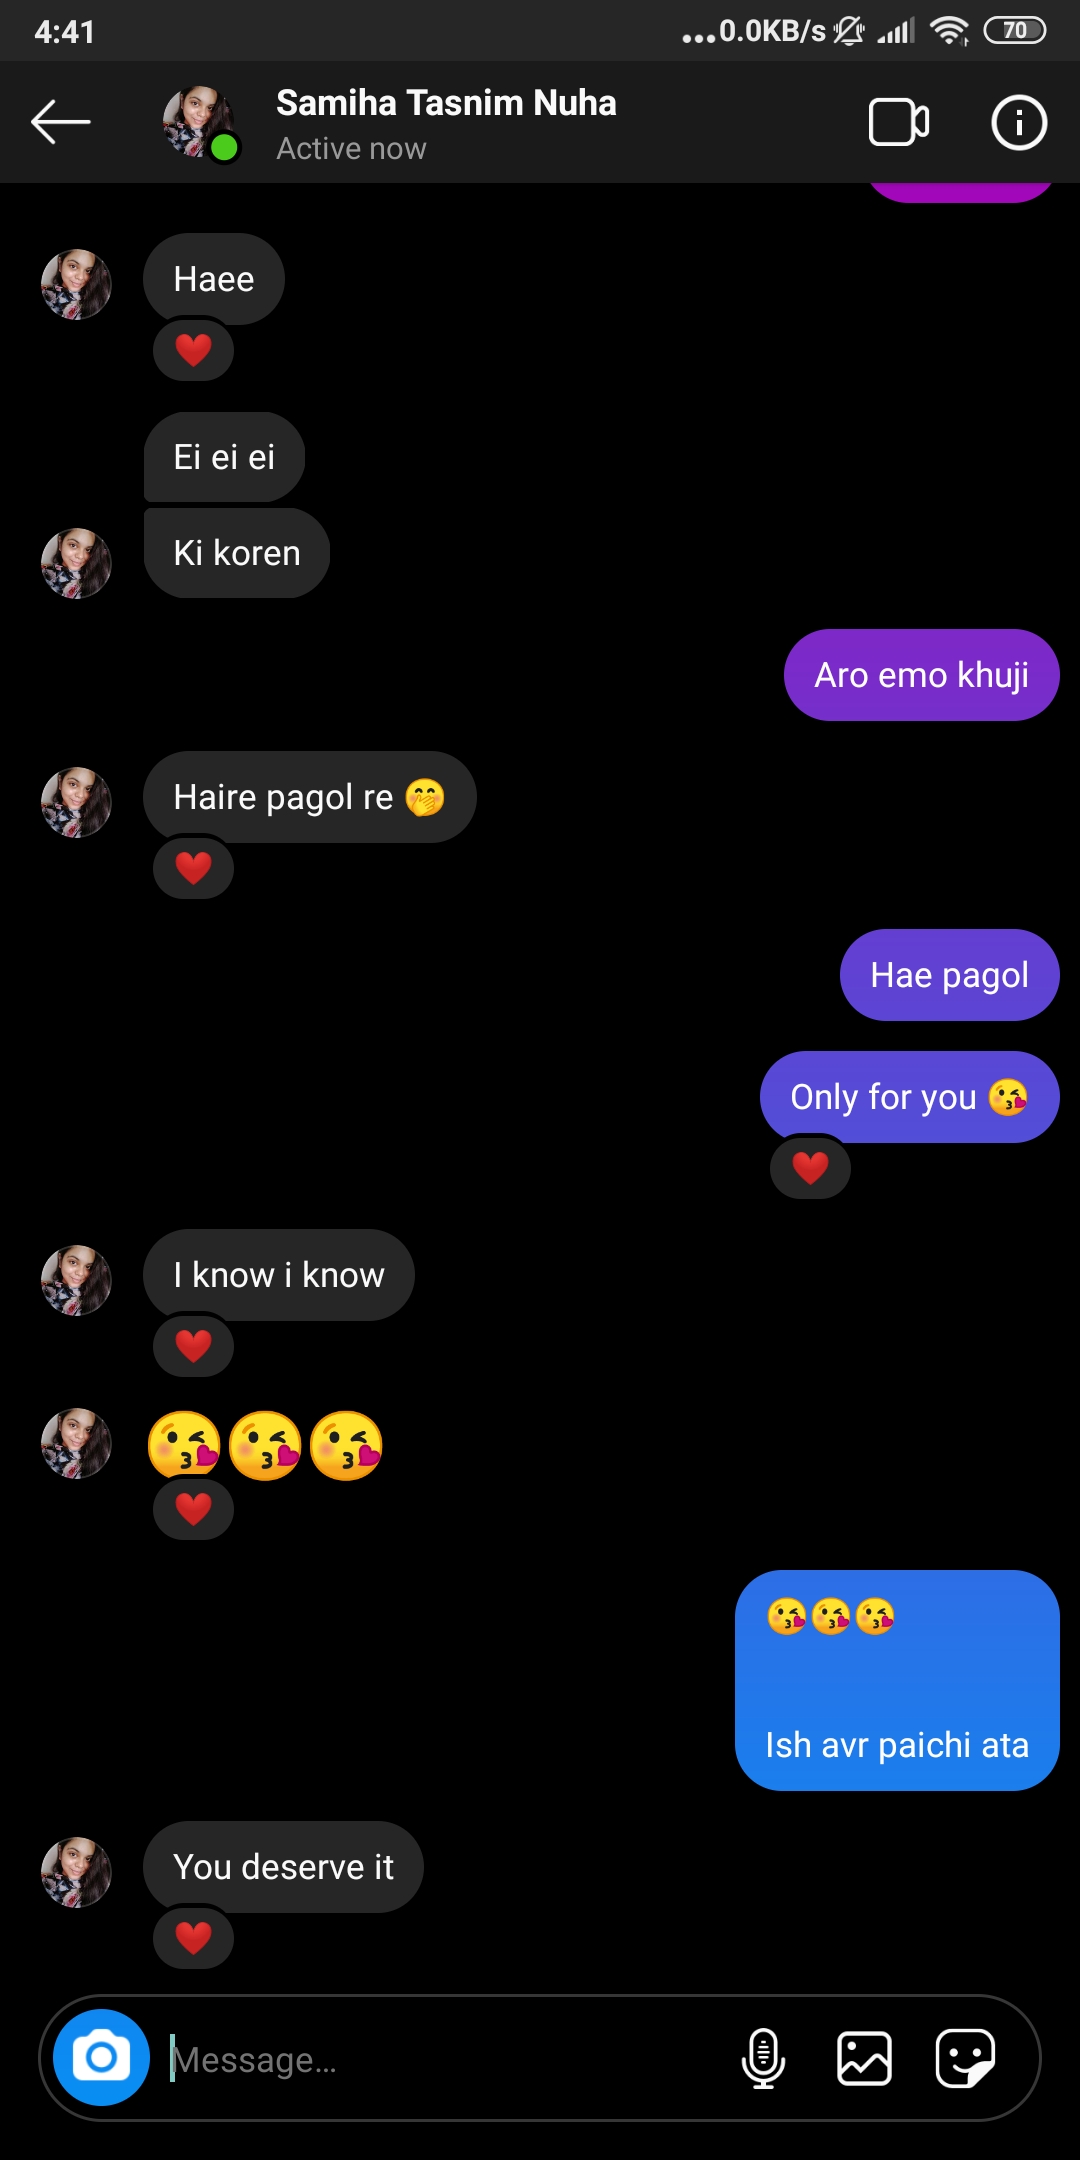 4:41
...0.0KB/s
70
Samiha Tasnim Nuha
Active now
Haee
❤️
Ei ei ei
Ki koren
Aro emo khuji
Haire pagol re 🤭
❤️
Hae pagol
Only for you 😘
❤️
I know i know
❤️
😘😘😘
❤️
😘😘😘
Ish avr paichi ata
You deserve it
❤️
Message...